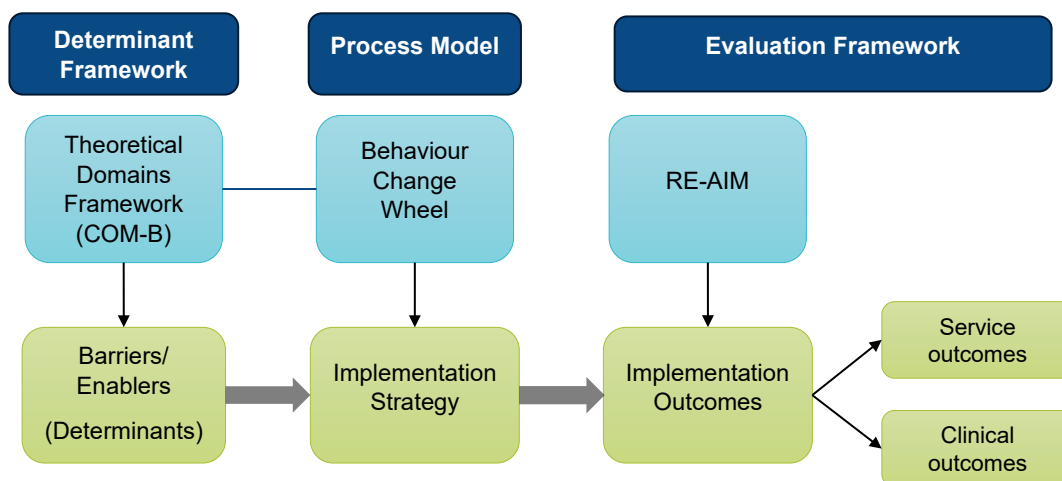 Determinant
Framework
Process Model
Evaluation Framework
Theoretical
Domains
Framework
(COM-B)
Behaviour
Change
Wheel
RE-AIM
Barriers/
Enablers
(Determinants)
Implementation
Strategy
Implementation
Outcomes
Service
outcomes
Clinical
outcomes